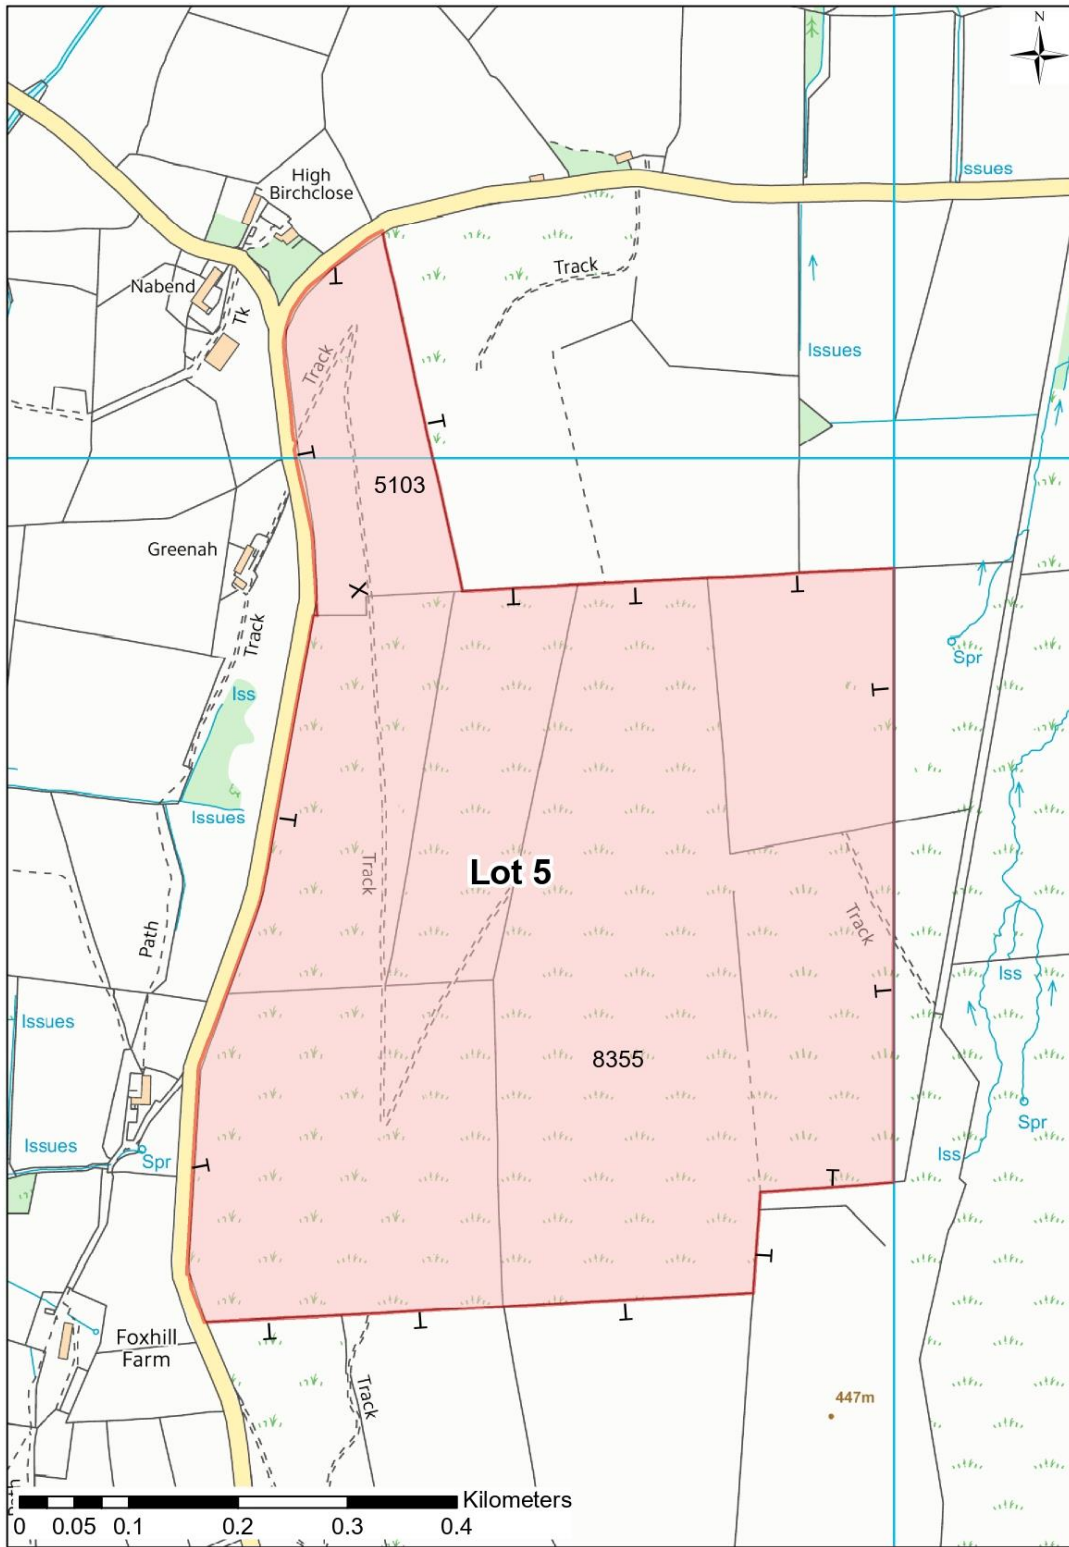 N
Issues
High
Birchclose
Track
Nabend
Tk
Track
Issues
5103
Greenah
X
Track
Spr
Iss
Issues
Track
Lot 5
Track
Path
Iss
Issues
8355
Spr
Issues
Spr
Iss
Foxhill
Farm
Track
447m
Kilometers
0 0.05 0.1 0.2 0.3 0.4